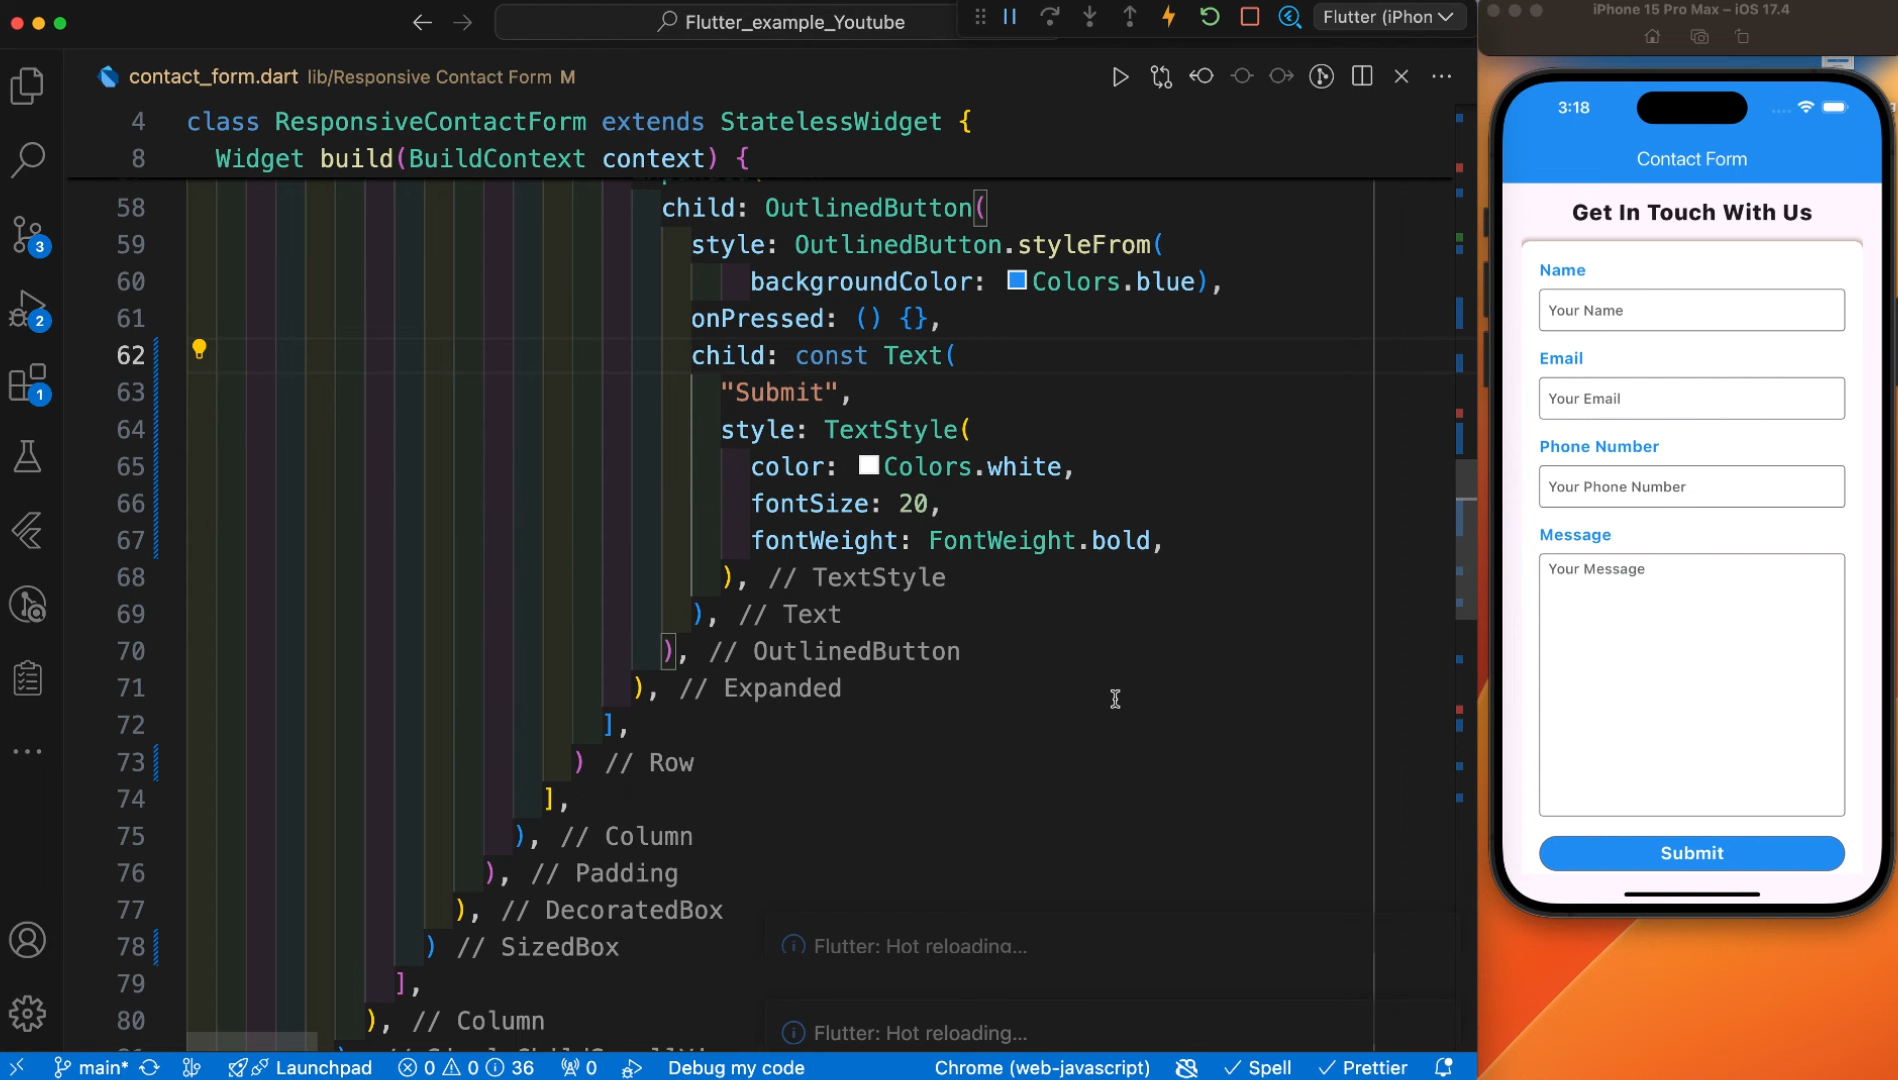 Flutter_example_Youtube
Flutter (iPhon
contact_form.dart lib/Responsive Contact Form M
4 class ResponsiveContactForm extends StatelessWidget {
8 Widget build(BuildContext context) {
58 child: OutlinedButton(
59 style: OutlinedButton.styleFrom(
60 backgroundColor: Colors.blue),
61 onPressed: () {},
62 child: const Text(
63 "Submit",
64 style: TextStyle(
65 color: Colors.white,
66 fontSize: 20,
67 fontWeight: FontWeight.bold,
68 ), // TextStyle
69 ), // Text
70 ), // OutlinedButton
71 ), // Expanded
72 ],
73 ) // Row
74 ],
75 ), // Column
76 ), // Padding
77 ), // DecoratedBox
78 ) // SizedBox
79 ],
80 ), // Column
Flutter: Hot reloading...
Flutter: Hot reloading...
3
2
1
main* Launchpad 0 0 36 0 Debug my code Chrome (web-javascript) Spell Prettier
iPhone 15 Pro Max – iOS 17.4
3:18
Contact Form
Get In Touch With Us
Name
Your Name
Email
Your Email
Phone Number
Your Phone Number
Message
Your Message
Submit